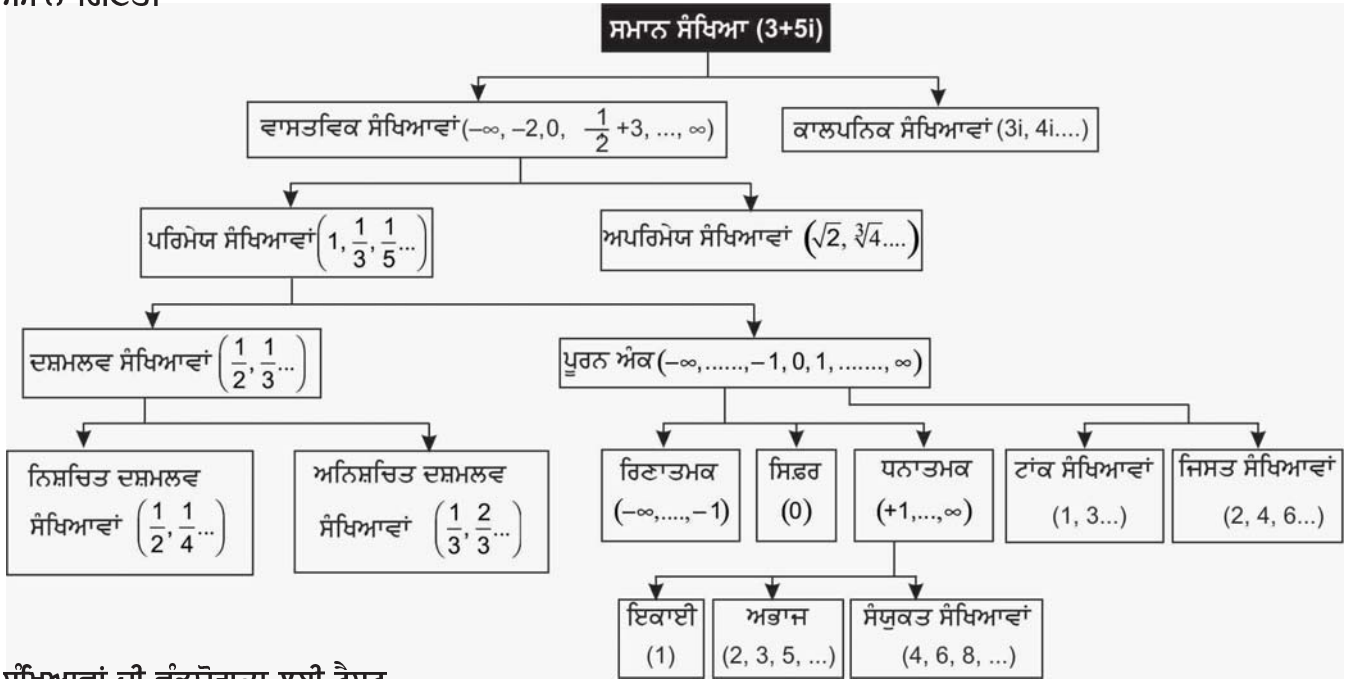 ਸਮਾਨ ਸੰਖਿਆ (3+5i)
ਵਾਸਤਵਿਕ ਸੰਖਿਆਵਾਂ (–∞, –2,0, –1/2 +3, ..., ∞)
ਕਾਲਪਨਿਕ ਸੰਖਿਆਵਾਂ (3i, 4i....)
ਪਰਿਮੇਯ ਸੰਖਿਆਵਾਂ (1, 1/3, 1/5...)
ਅਪਰਿਮੇਯ ਸੰਖਿਆਵਾਂ (√2, ∛4....)
ਦਸ਼ਮਲਵ ਸੰਖਿਆਵਾਂ (1/2, 1/3...)
ਪੂਰਨ ਅੰਕ (–∞,......,– 1, 0, 1, ......., ∞)
ਨਿਸ਼ਚਿਤ ਦਸ਼ਮਲਵ
ਸੰਖਿਆਵਾਂ (1/2, 1/4...)
ਅਨਿਸ਼ਚਿਤ ਦਸ਼ਮਲਵ
ਸੰਖਿਆਵਾਂ (1/3, 2/3...)
ਰਿਣਾਤਮਕ
(–∞,....,– 1)
ਸਿਫ਼ਰ
(0)
ਧਨਾਤਮਕ
(+1,...,∞)
ਟਾਂਕ ਸੰਖਿਆਵਾਂ
(1, 3...)
ਜਿਸਤ ਸੰਖਿਆਵਾਂ
(2, 4, 6...)
ਇਕਾਈ
(1)
ਅਭਾਜ
(2, 3, 5, ...)
ਸੰਯੁਕਤ ਸੰਖਿਆਵਾਂ
(4, 6, 8, ...)